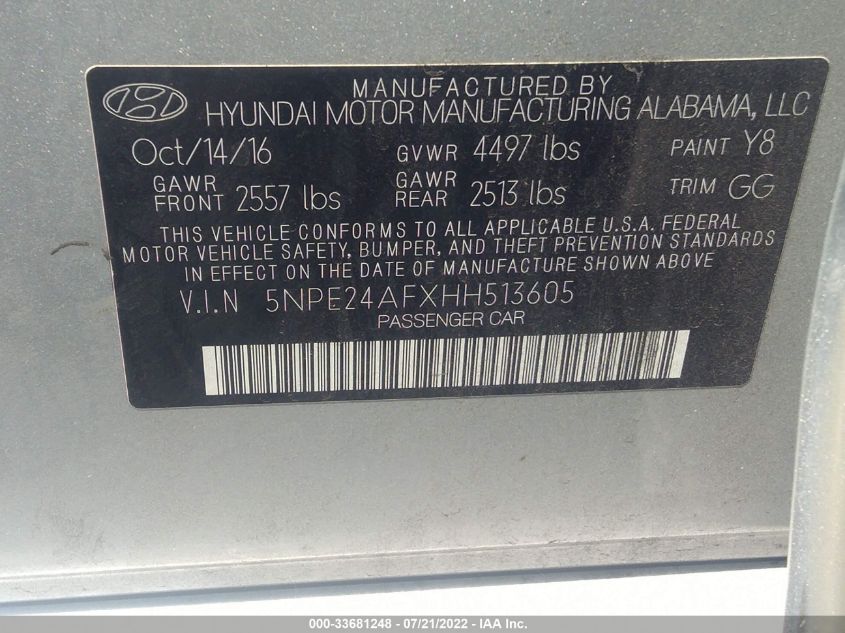 MANUFACTURED BY
HYUNDAI MOTOR MANUFACTURING ALABAMA, LLC
Oct/14/16 GVWR 4497 lbs PAINT Y8
GAWR FRONT 2557 lbs GAWR REAR 2513 lbs TRIM GG
THIS VEHICLE CONFORMS TO ALL APPLICABLE U.S.A. FEDERAL
MOTOR VEHICLE SAFETY, BUMPER, AND THEFT PREVENTION STANDARDS
IN EFFECT ON THE DATE OF MANUFACTURE SHOWN ABOVE
V.I.N 5NPE24AFXHH513605
PASSENGER CAR
000-33681248 - 07/21/2022 - IAA Inc.